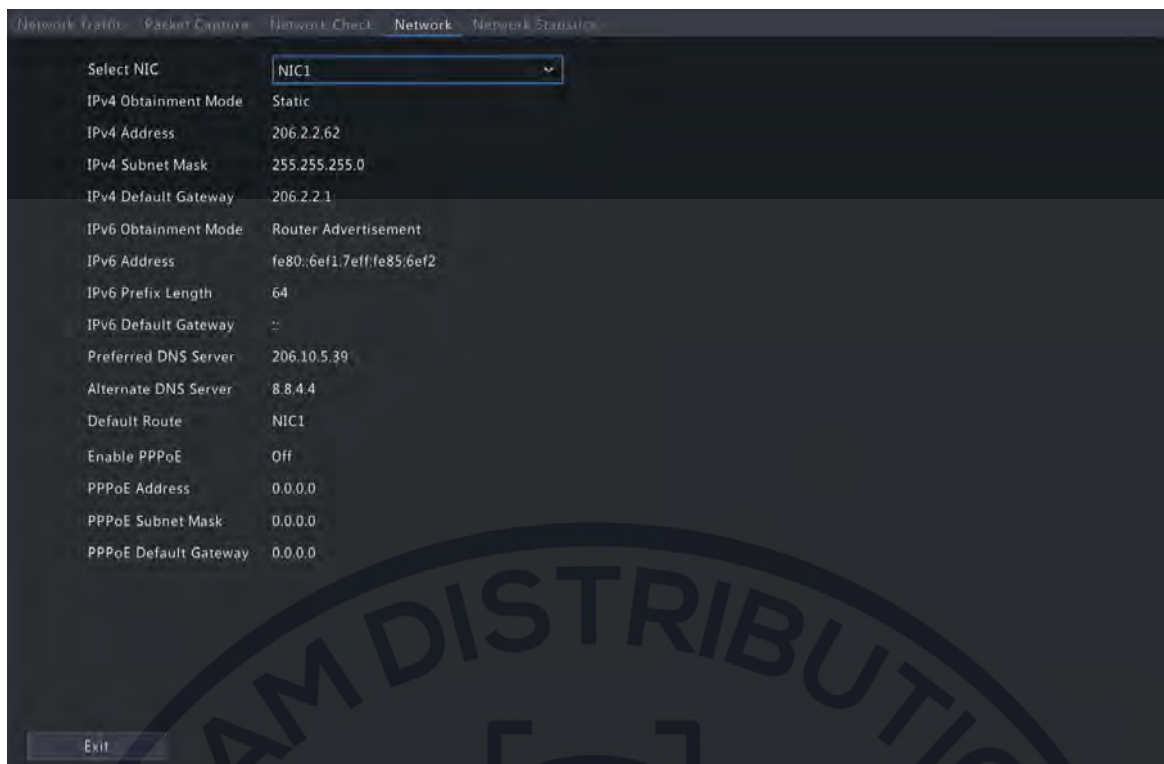 Network Traffic Packet Capture Network Check Network Network Statistics
Select NIC NIC1
IPv4 Obtainment Mode Static
IPv4 Address 206.2.2.62
IPv4 Subnet Mask 255.255.255.0
IPv4 Default Gateway 206.2.2.1
IPv6 Obtainment Mode Router Advertisement
IPv6 Address fe80::6ef1:7eff:fe85:6ef2
IPv6 Prefix Length 64
IPv6 Default Gateway ::
Preferred DNS Server 206.10.5.39
Alternate DNS Server 8.8.4.4
Default Route NIC1
Enable PPPoE Off
PPPoE Address 0.0.0.0
PPPoE Subnet Mask 0.0.0.0
PPPoE Default Gateway 0.0.0.0
AM DISTRIBUTIO
Exit